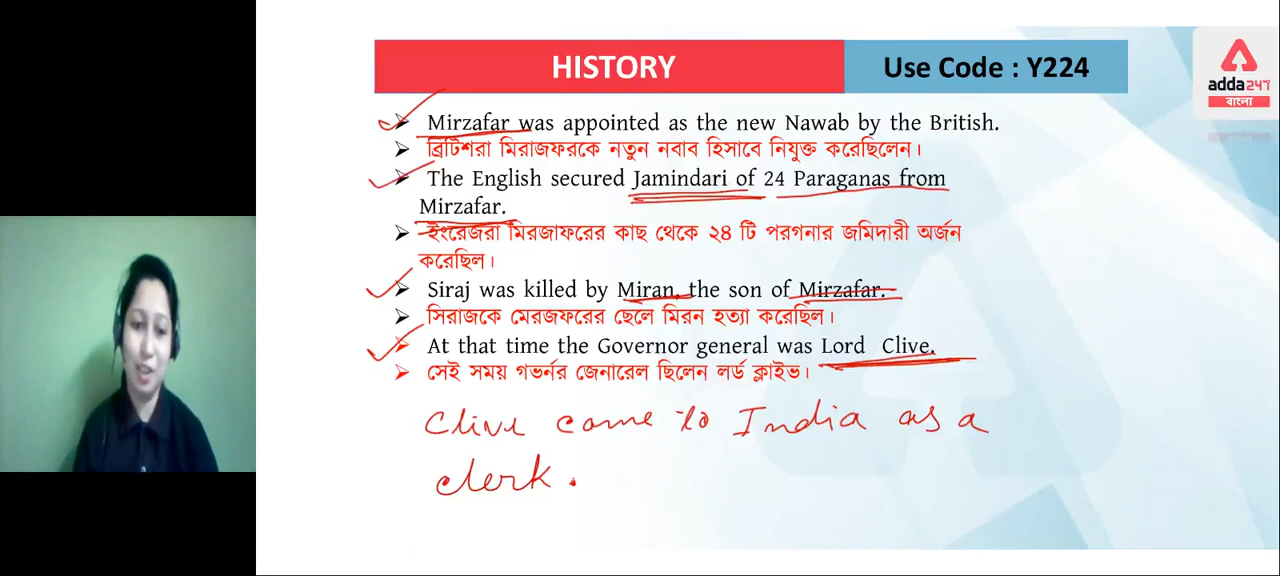 HISTORY
Use Code : Y224
adda247
বাংলা
➢ Mirzafar was appointed as the new Nawab by the British.
➢ ব্রিটিশরা মিরাজফরকে নতুন নবাব হিসাবে নিযুক্ত করেছিলেন।
➢ The English secured Jamindari of 24 Paraganas from
Mirzafar.
➢ ইংরেজরা মিরজাফরের কাছ থেকে ২৪ টি পরগনার জমিদারী অর্জন
করেছিল।
➢ Siraj was killed by Miran, the son of Mirzafar.
➢ সিরাজকে মেরজফরের ছেলে মিরন হত্যা করেছিল।
➢ At that time the Governor general was Lord Clive.
➢ সেই সময় গভর্নর জেনারেল ছিলেন লর্ড ক্লাইভ।
Clive came to India as a
clerk.